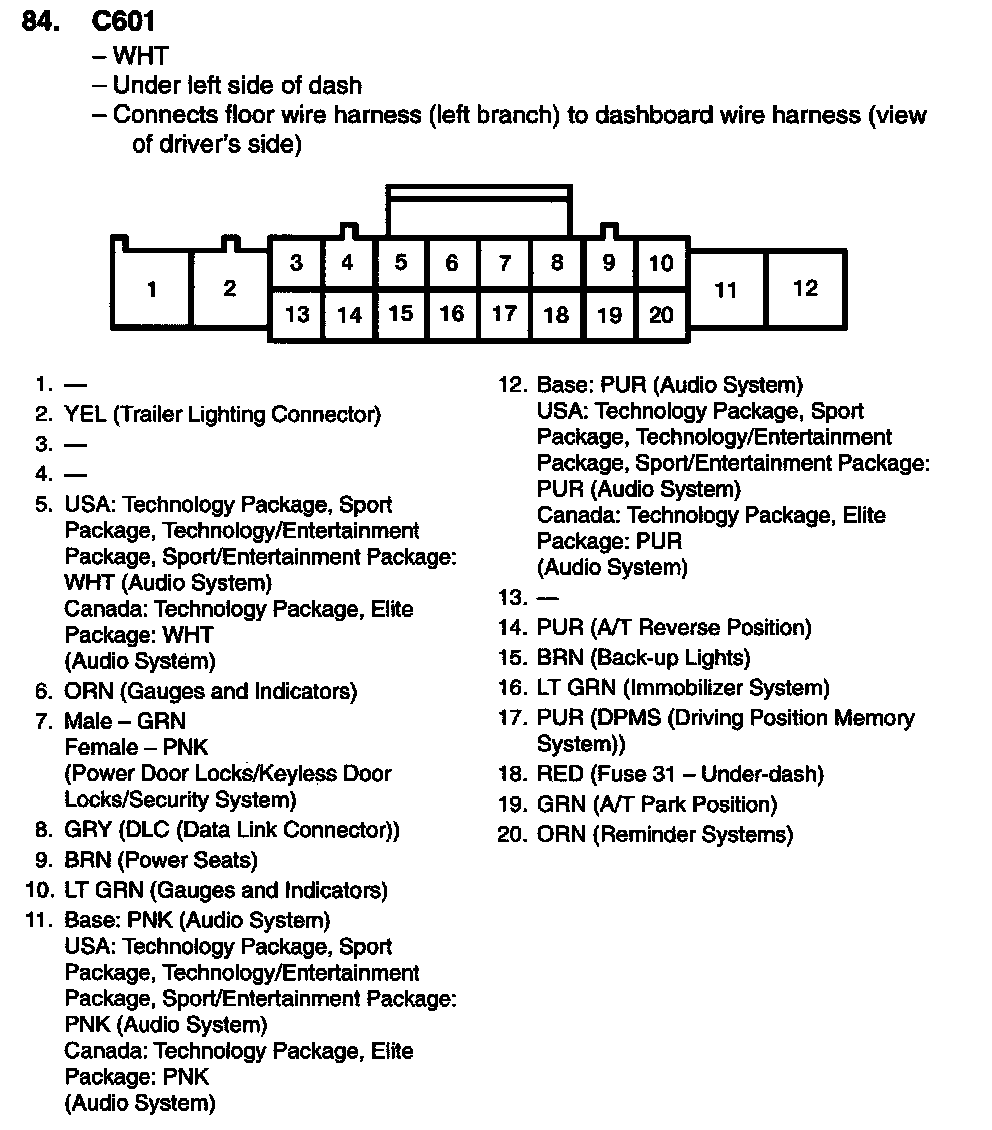 84. C601
– WHT
– Under left side of dash
– Connects floor wire harness (left branch) to dashboard wire harness (view
of driver's side)
1 2 3 4 5 6 7 8 9 10 11 12
13 14 15 16 17 18 19 20
1. —
2. YEL (Trailer Lighting Connector)
3. —
4. —
5. USA: Technology Package, Sport
Package, Technology/Entertainment
Package, Sport/Entertainment Package:
WHT (Audio System)
Canada: Technology Package, Elite
Package: WHT
(Audio System)
6. ORN (Gauges and Indicators)
7. Male – GRN
Female – PNK
(Power Door Locks/Keyless Door
Locks/Security System)
8. GRY (DLC (Data Link Connector))
9. BRN (Power Seats)
10. LT GRN (Gauges and Indicators)
11. Base: PNK (Audio System)
USA: Technology Package, Sport
Package, Technology/Entertainment
Package, Sport/Entertainment Package:
PNK (Audio System)
Canada: Technology Package, Elite
Package: PNK
(Audio System)
12. Base: PUR (Audio System)
USA: Technology Package, Sport
Package, Technology/Entertainment
Package, Sport/Entertainment Package:
PUR (Audio System)
Canada: Technology Package, Elite
Package: PUR
(Audio System)
13. —
14. PUR (A/T Reverse Position)
15. BRN (Back-up Lights)
16. LT GRN (Immobilizer System)
17. PUR (DPMS (Driving Position Memory
System))
18. RED (Fuse 31 – Under-dash)
19. GRN (A/T Park Position)
20. ORN (Reminder Systems)